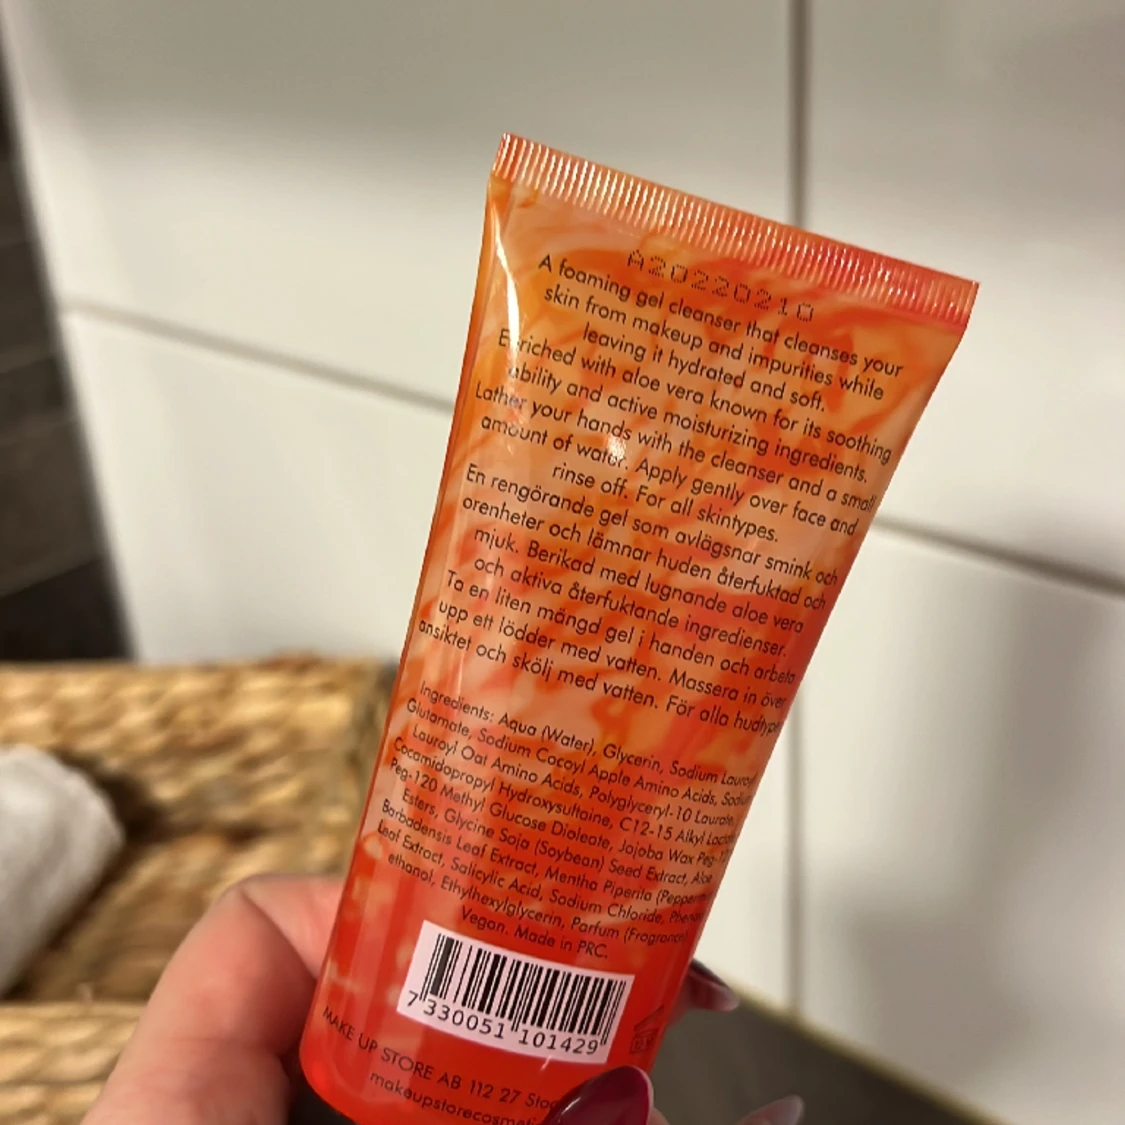 A20220210
A foaming gel cleanser that cleanses your
skin from makeup and impurities while
leaving it hydrated and soft.
Enriched with aloe vera known for its soothing
ability and active moisturizing ingredients.
Lather your hands with the cleanser and a small
amount of water. Apply gently over face and
rinse off. For all skintypes.
En rengörande gel som avlägsnar smink och
orenheter och lämnar huden återfuktad och
mjuk. Berikad med lugnande aloe vera
och aktiva återfuktande ingredienser.
Ta en liten mängd gel i handen och arbeta
upp ett lödder med vatten. Massera in över
ansiktet och skölj med vatten. För alla hudtyper
Ingredients: Aqua (Water), Glycerin, Sodium Lauroyl
Glutamate, Sodium Cocoyl Apple Amino Acids, Sodium
Lauroyl Oat Amino Acids, Polyglyceryl-10 Laurate,
Cocamidopropyl Hydroxysultaine, C12-15 Alkyl
Peg-120 Methyl Glucose Dioleate, Jojoba Wax
Esters, Glycine Soja (Soybean) Seed Extract, Aloe
Barbadensis Leaf Extract, Mentha Piperita
Leaf Extract, Salicylic Acid, Sodium Chloride,
ethanol, Ethylhexylglycerin, Parfum (Fragrance)
Vegan. Made in PRC.
7 330051 101429
MAKE UP STORE AB 112 27